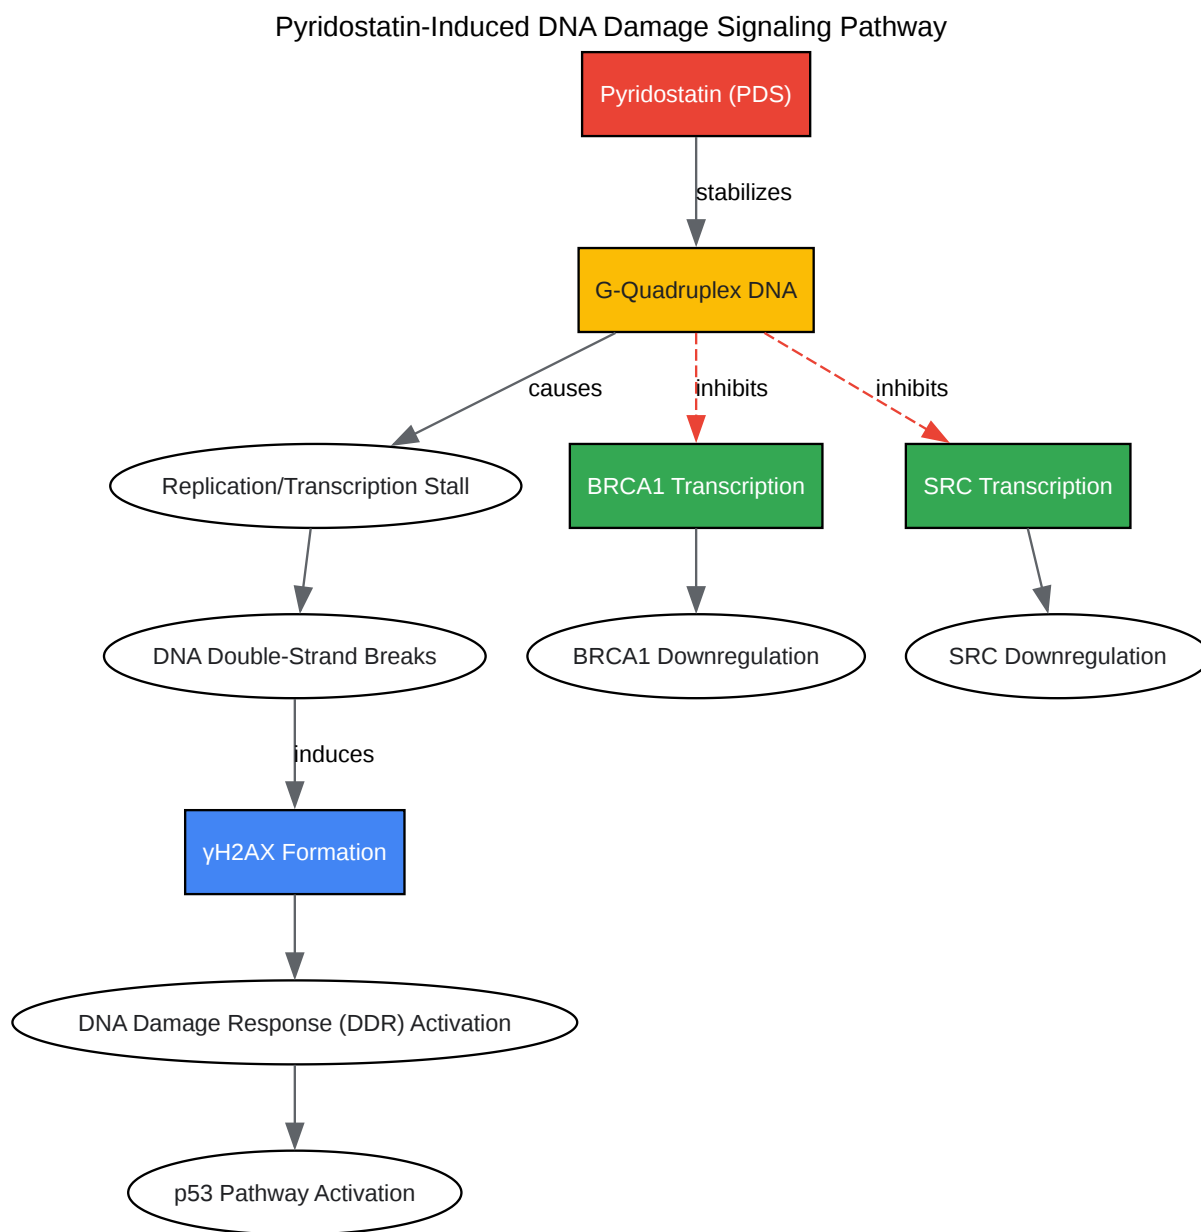 Pyridostatin-Induced DNA Damage Signaling Pathway
Pyridostatin (PDS)
stabilizes
G-Quadruplex DNA
causes
inhibits
inhibits
Replication/Transcription Stall
BRCA1 Transcription
SRC Transcription
DNA Double-Strand Breaks
BRCA1 Downregulation
SRC Downregulation
induces
γH2AX Formation
DNA Damage Response (DDR) Activation
p53 Pathway Activation